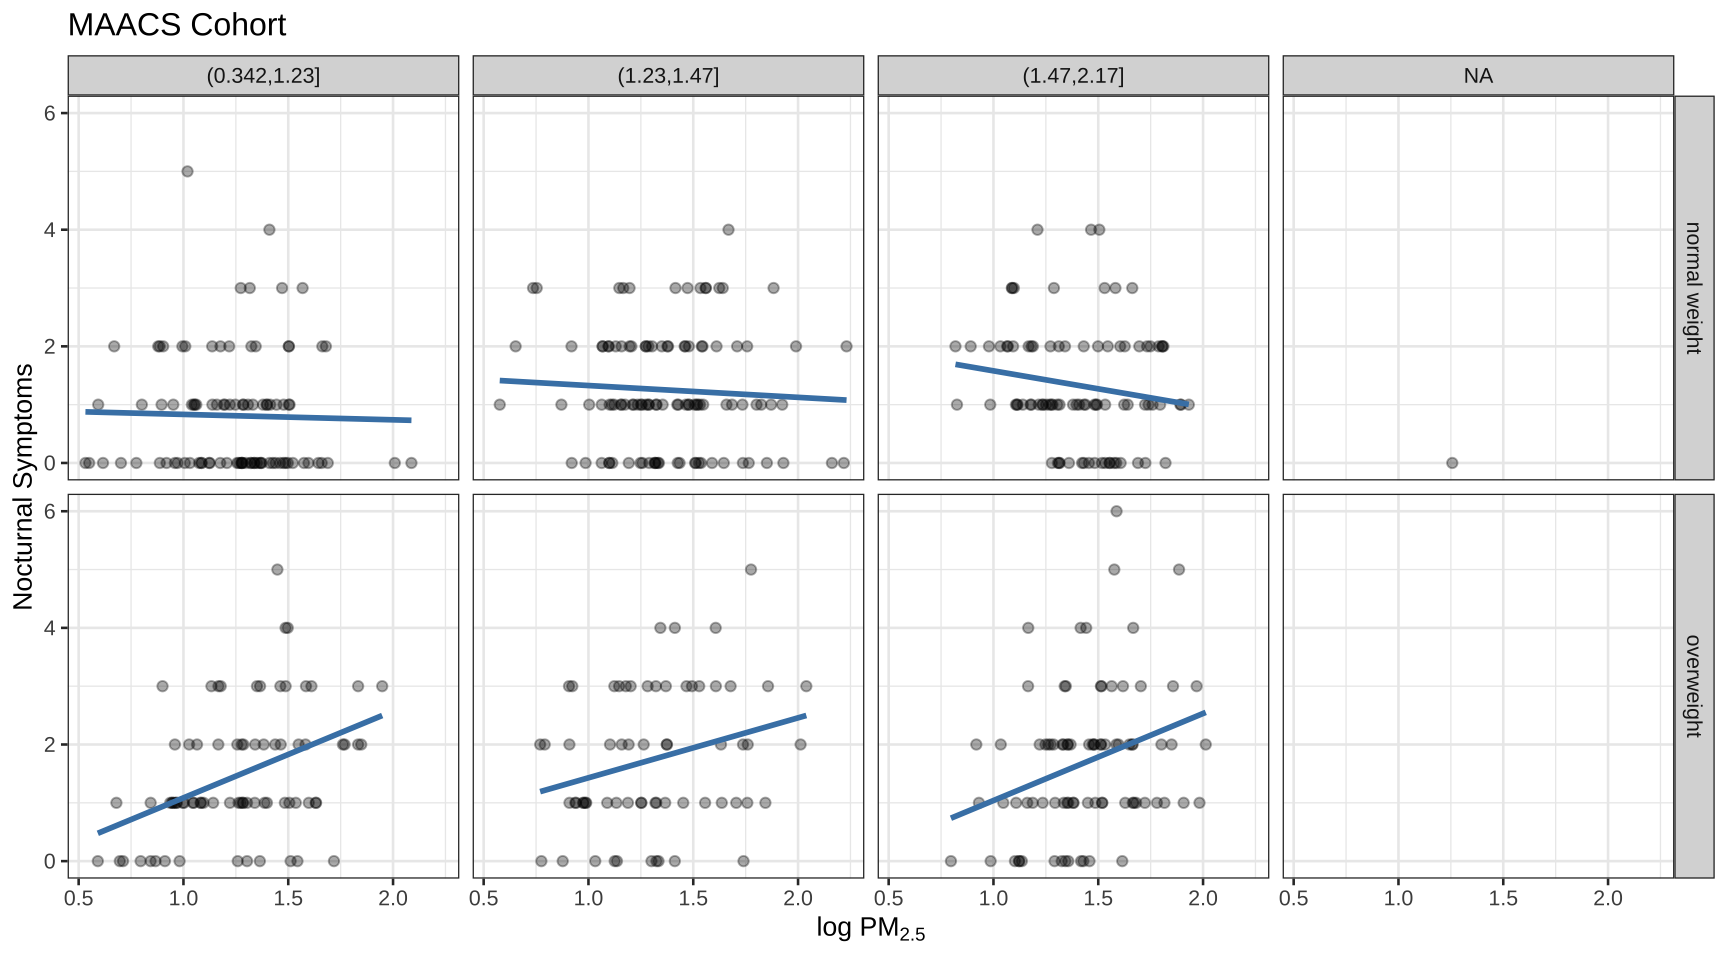 MAACS Cohort
(0.342,1.23] (1.23,1.47] (1.47,2.17] NA
6
4
2
0
normal weight
Nocturnal Symptoms
6
4
2
0
overweight
0.5 1.0 1.5 2.0 0.5 1.0 1.5 2.0 0.5 1.0 1.5 2.0 0.5 1.0 1.5 2.0
log PM2.5